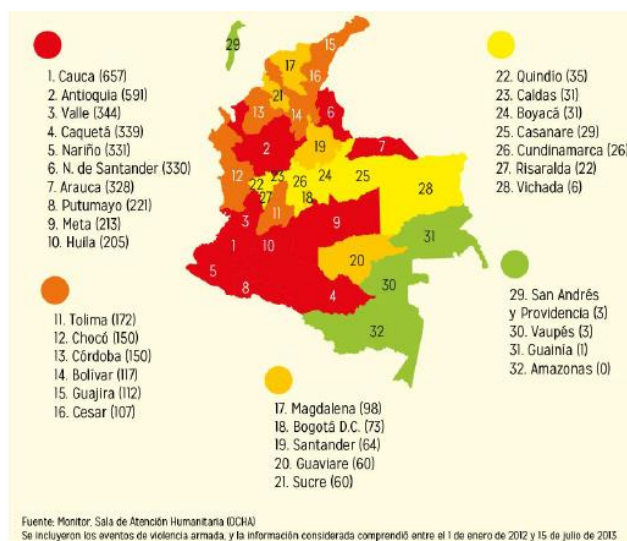 1. Cauca (657)
2. Antioquia (591)
3. Valle (344)
4. Caquetá (339)
5. Nariño (331)
6. N. de Santander (330)
7. Arauca (328)
8. Putumayo (221)
9. Meta (213)
10. Huila (205)
11. Tolima (172)
12. Chocó (150)
13. Córdoba (150)
14. Bolívar (117)
15. Guajira (112)
16. Cesar (107)
17. Magdalena (98)
18. Bogotá D.C. (73)
19. Santander (64)
20. Guaviare (60)
21. Sucre (60)
22. Quindío (35)
23. Caldas (31)
24. Boyacá (31)
25. Casanare (29)
26. Cundinamarca (26)
27. Risaralda (22)
28. Vichada (6)
29. San Andrés
y Providencia (3)
30. Vaupés (3)
31. Guainía (1)
32. Amazonas (0)
29
15
17
16
21
13
14
6
2
19
7
12
22
23
26
24
25
28
27
18
11
3
9
31
1
10
20
5
30
8
4
32
Fuente: Monitor, Sala de Atención Humanitaria (OCHA)
Se incluyeron los eventos de violencia armada, y la información considerada comprendió entre el 1 de enero de 2012 y 15 de julio de 2013